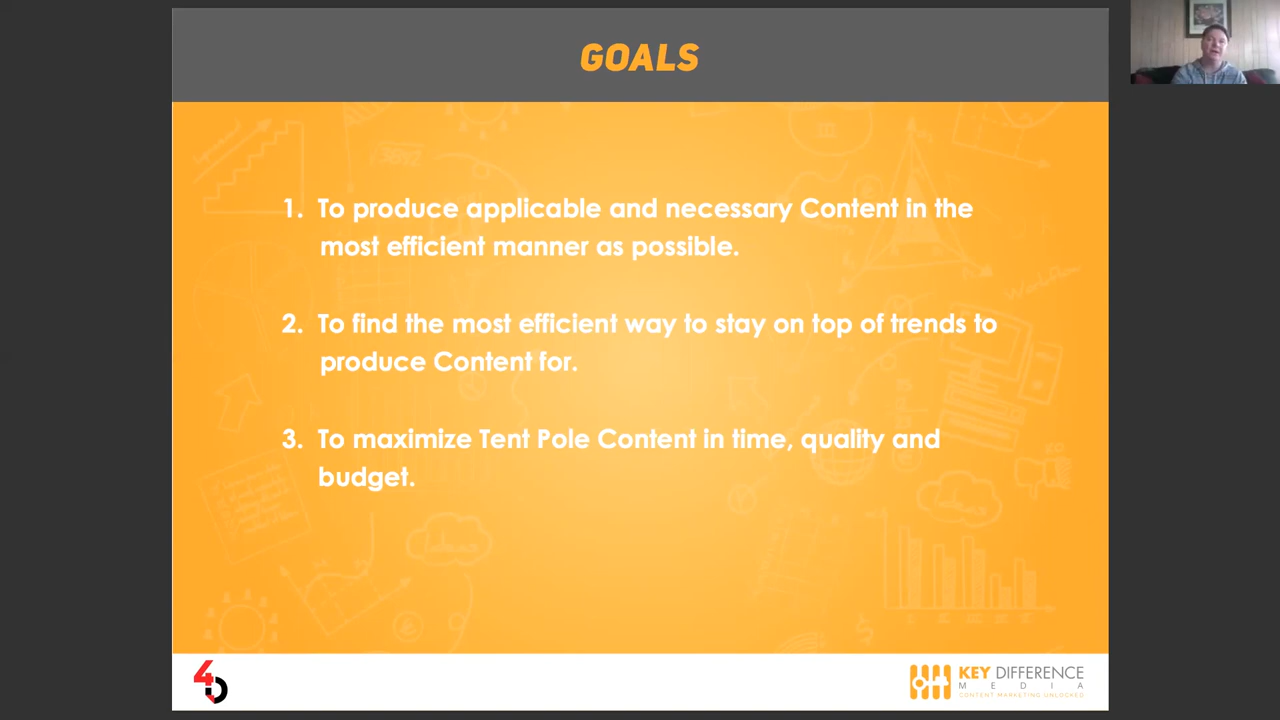 GOALS
1. To produce applicable and necessary Content in the
most efficient manner as possible.
2. To find the most efficient way to stay on top of trends to
produce Content for.
3. To maximize Tent Pole Content in time, quality and
budget.
4D
KEY DIFFERENCE
MEDIA
CONTENT MARKETING UNLOCKED